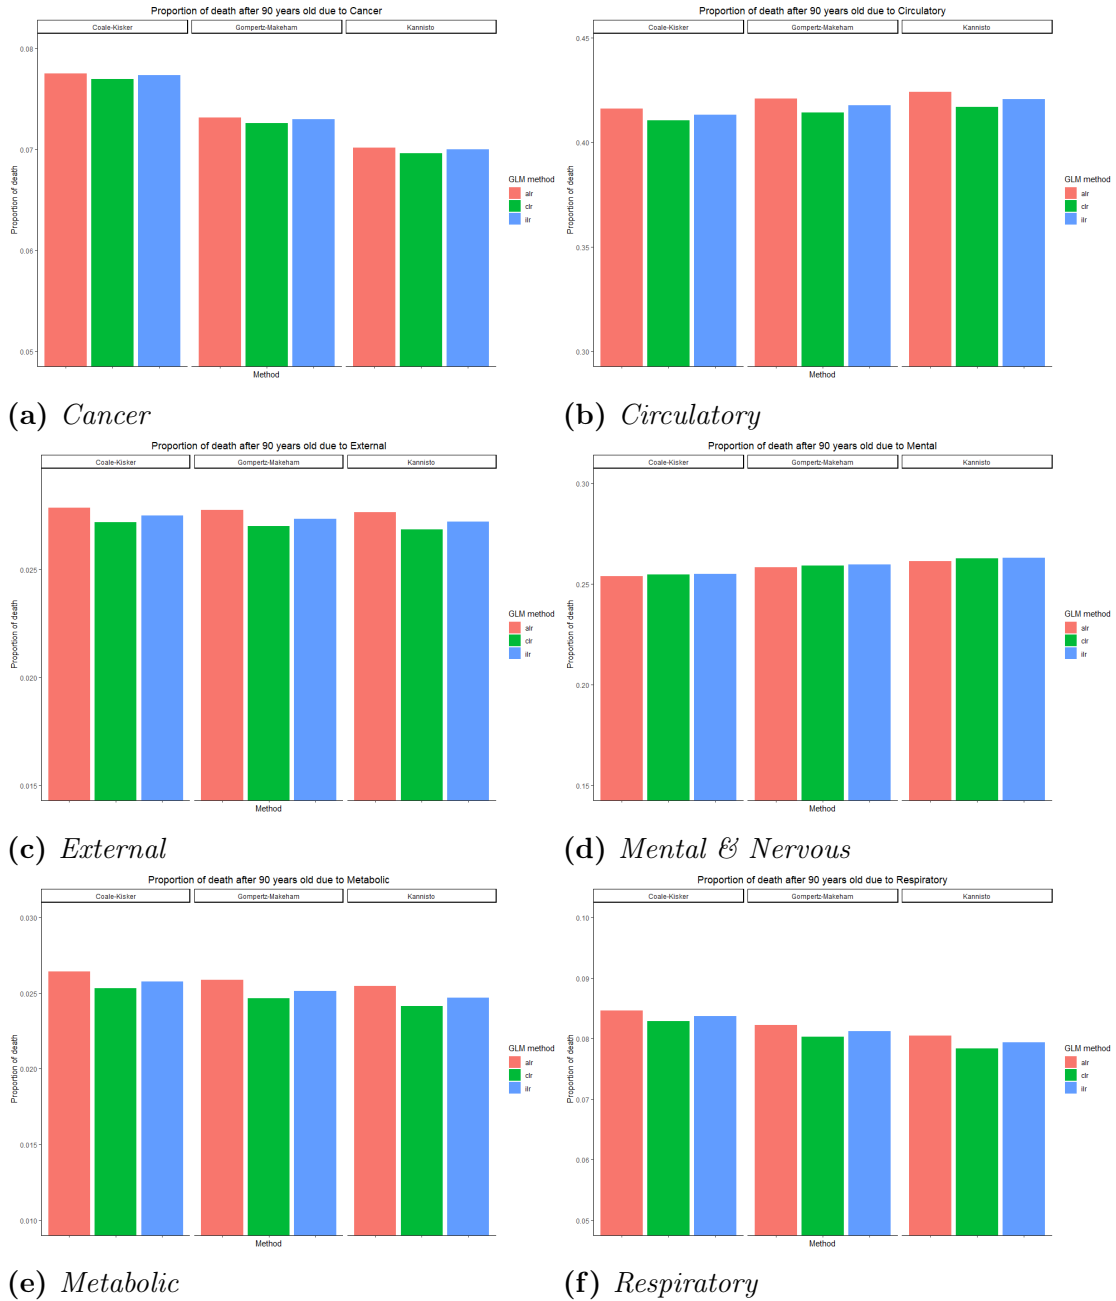 Proportion of death after 90 years old due to Cancer
Coale-Kisker Gompertz-Makeham Kannisto
0.08
0.07
0.06
0.05
Proportion of death
Method
GLM method
alr
clr
ilr
(a) Cancer
Proportion of death after 90 years old due to Circulatory
Coale-Kisker Gompertz-Makeham Kannisto
0.45
0.40
0.35
0.30
Proportion of death
Method
GLM method
alr
clr
ilr
(b) Circulatory
Proportion of death after 90 years old due to External
Coale-Kisker Gompertz-Makeham Kannisto
0.025
0.020
0.015
Proportion of death
Method
GLM method
alr
clr
ilr
(c) External
Proportion of death after 90 years old due to Mental
Coale-Kisker Gompertz-Makeham Kannisto
0.30
0.25
0.20
0.15
Proportion of death
Method
GLM method
alr
clr
ilr
(d) Mental & Nervous
Proportion of death after 90 years old due to Metabolic
Coale-Kisker Gompertz-Makeham Kannisto
0.030
0.025
0.020
0.015
0.010
Proportion of death
Method
GLM method
alr
clr
ilr
(e) Metabolic
Proportion of death after 90 years old due to Respiratory
Coale-Kisker Gompertz-Makeham Kannisto
0.10
0.09
0.08
0.07
0.06
0.05
Proportion of death
Method
GLM method
alr
clr
ilr
(f) Respiratory